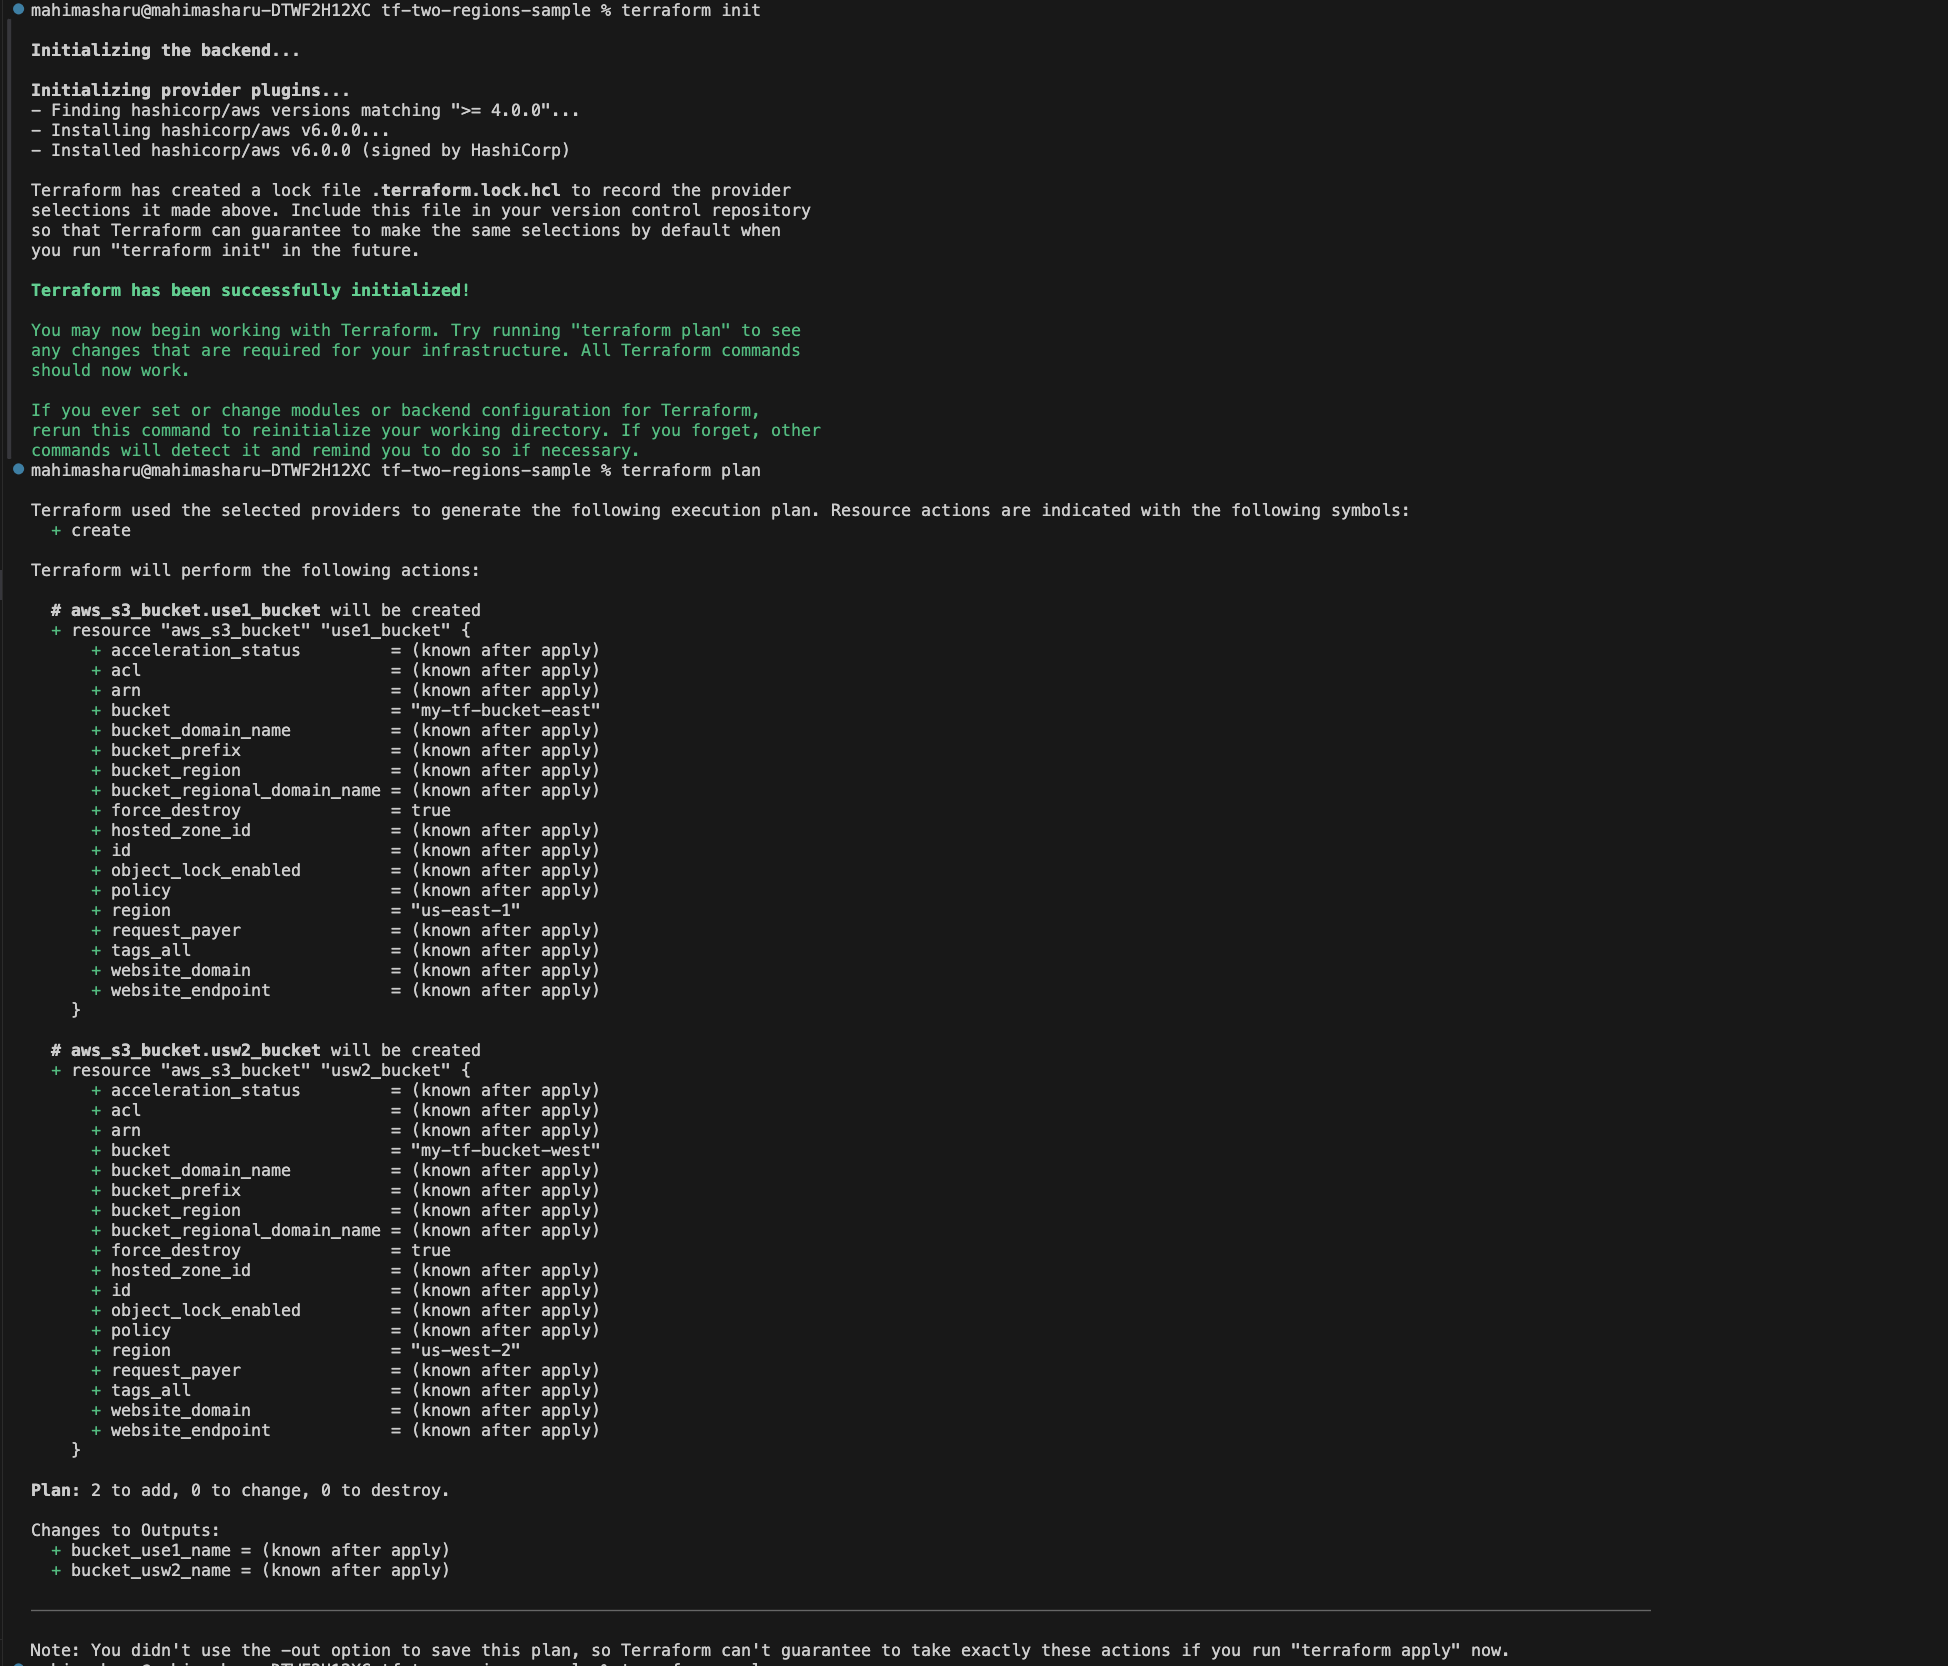 mahimasharu@mahimasharu-DTWF2H12XC tf-two-regions-sample % terraform init
Initializing the backend...
Initializing provider plugins...
- Finding hashicorp/aws versions matching ">= 4.0.0"...
- Installing hashicorp/aws v6.0.0...
- Installed hashicorp/aws v6.0.0 (signed by HashiCorp)
Terraform has created a lock file .terraform.lock.hcl to record the provider
selections it made above. Include this file in your version control repository
so that Terraform can guarantee to make the same selections by default when
you run "terraform init" in the future.
Terraform has been successfully initialized!
You may now begin working with Terraform. Try running "terraform plan" to see
any changes that are required for your infrastructure. All Terraform commands
should now work.
If you ever set or change modules or backend configuration for Terraform,
rerun this command to reinitialize your working directory. If you forget, other
commands will detect it and remind you to do so if necessary.
mahimasharu@mahimasharu-DTWF2H12XC tf-two-regions-sample % terraform plan
Terraform used the selected providers to generate the following execution plan. Resource actions are indicated with the following symbols:
  + create
Terraform will perform the following actions:
  # aws_s3_bucket.use1_bucket will be created
  + resource "aws_s3_bucket" "use1_bucket" {
      + acceleration_status         = (known after apply)
      + acl                         = (known after apply)
      + arn                         = (known after apply)
      + bucket                      = "my-tf-bucket-east"
      + bucket_domain_name          = (known after apply)
      + bucket_prefix               = (known after apply)
      + bucket_region               = (known after apply)
      + bucket_regional_domain_name = (known after apply)
      + force_destroy               = true
      + hosted_zone_id              = (known after apply)
      + id                          = (known after apply)
      + object_lock_enabled         = (known after apply)
      + policy                      = (known after apply)
      + region                      = "us-east-1"
      + request_payer               = (known after apply)
      + tags_all                    = (known after apply)
      + website_domain              = (known after apply)
      + website_endpoint            = (known after apply)
    }
  # aws_s3_bucket.usw2_bucket will be created
  + resource "aws_s3_bucket" "usw2_bucket" {
      + acceleration_status         = (known after apply)
      + acl                         = (known after apply)
      + arn                         = (known after apply)
      + bucket                      = "my-tf-bucket-west"
      + bucket_domain_name          = (known after apply)
      + bucket_prefix               = (known after apply)
      + bucket_region               = (known after apply)
      + bucket_regional_domain_name = (known after apply)
      + force_destroy               = true
      + hosted_zone_id              = (known after apply)
      + id                          = (known after apply)
      + object_lock_enabled         = (known after apply)
      + policy                      = (known after apply)
      + region                      = "us-west-2"
      + request_payer               = (known after apply)
      + tags_all                    = (known after apply)
      + website_domain              = (known after apply)
      + website_endpoint            = (known after apply)
    }
Plan: 2 to add, 0 to change, 0 to destroy.
Changes to Outputs:
  + bucket_use1_name = (known after apply)
  + bucket_usw2_name = (known after apply)
Note: You didn't use the -out option to save this plan, so Terraform can't guarantee to take exactly these actions if you run "terraform apply" now.